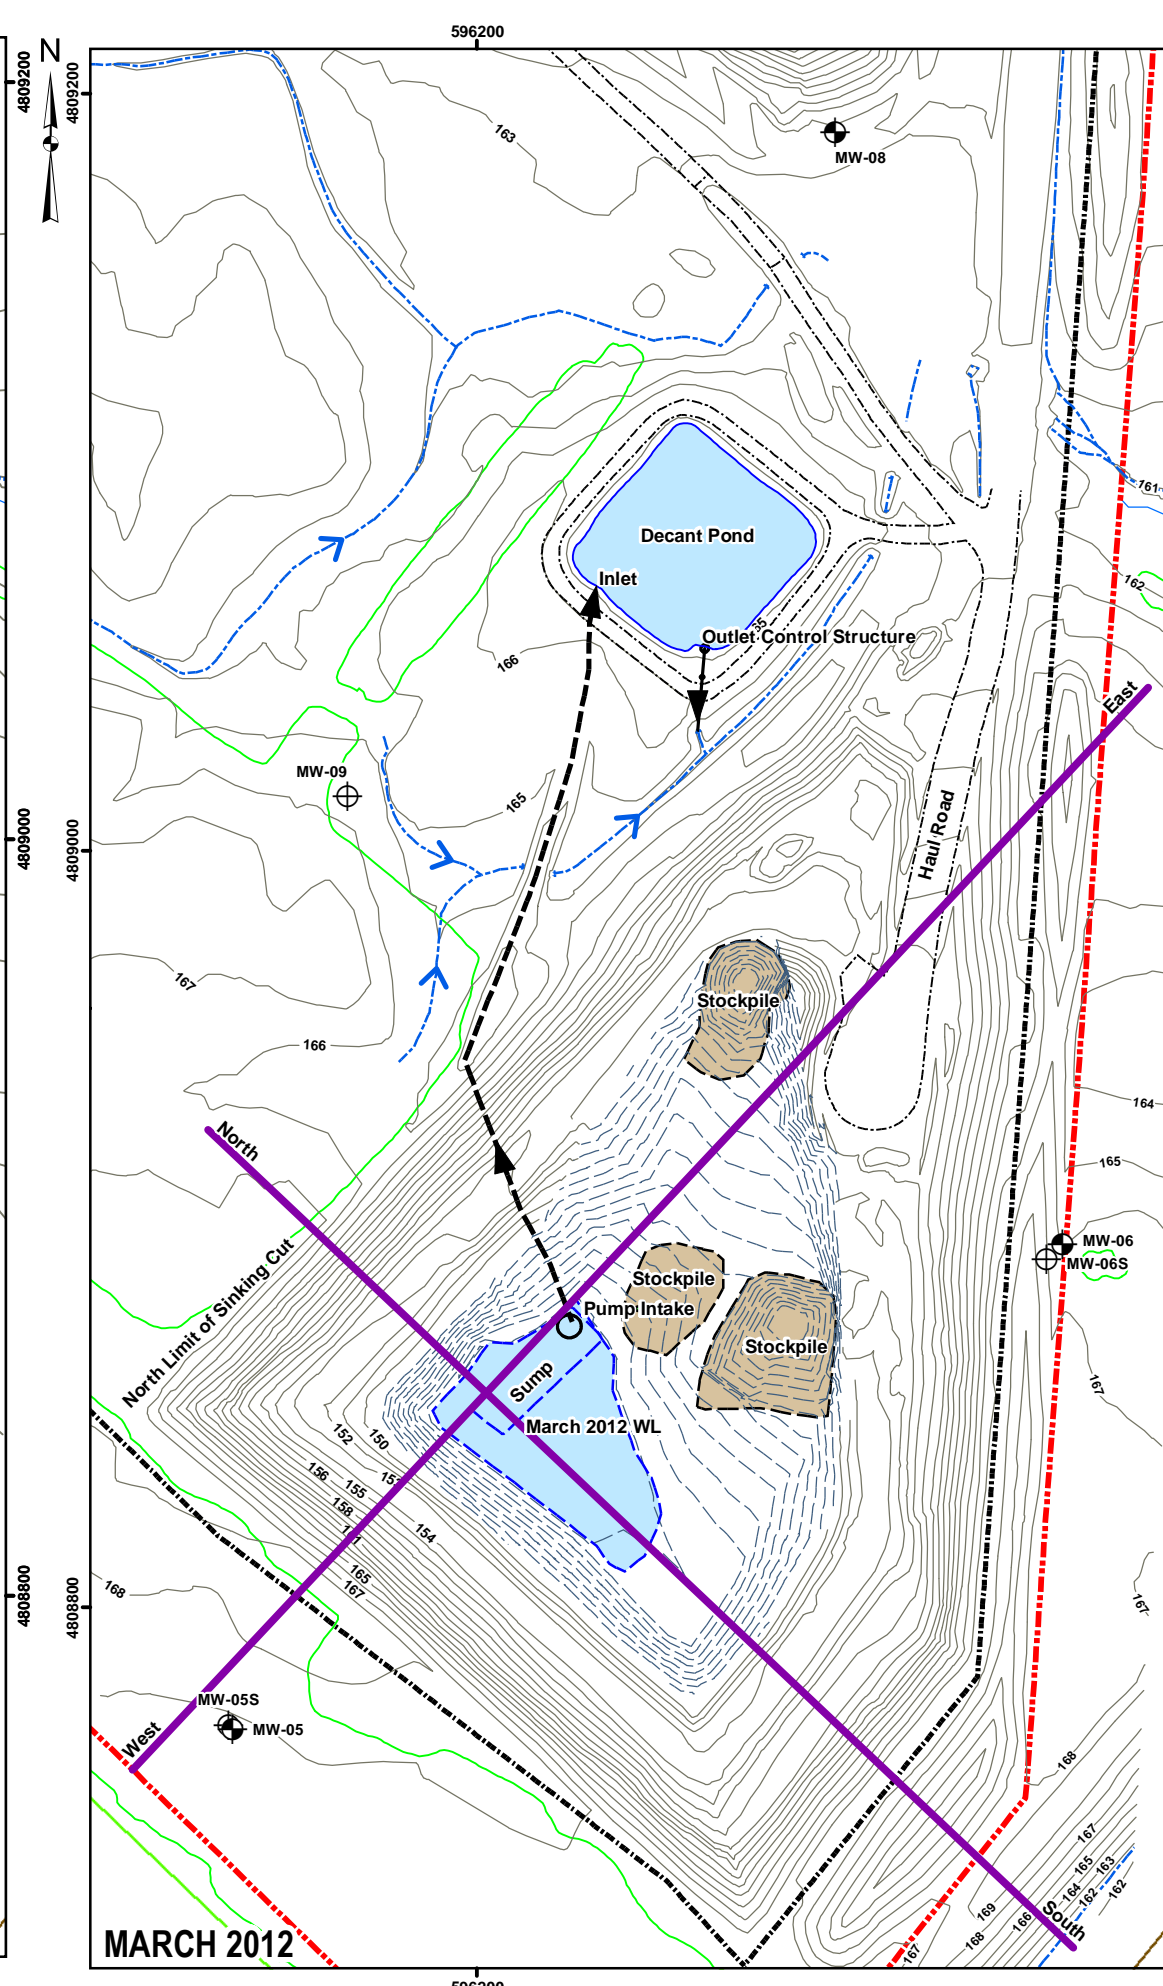 596200
N
4809200
4809200
163
MW-08
161
Decant Pond
162
Inlet
165
Outlet Control Structure
166
East
MW-09
165
Haul Road
4809000
4809000
167
Stockpile
166
164
North
165
MW-06
MW-06S
North Limit of Sinking Cut
Stockpile
Pump Intake
Stockpile
Sump
167
March 2012 WL
152
150
156
155
158
154
165
167
168
4808800
4808800
167
MW-05S
MW-05
West
168
167
165
163
164
162
162
169
166
South
168
167
MARCH 2012
596200